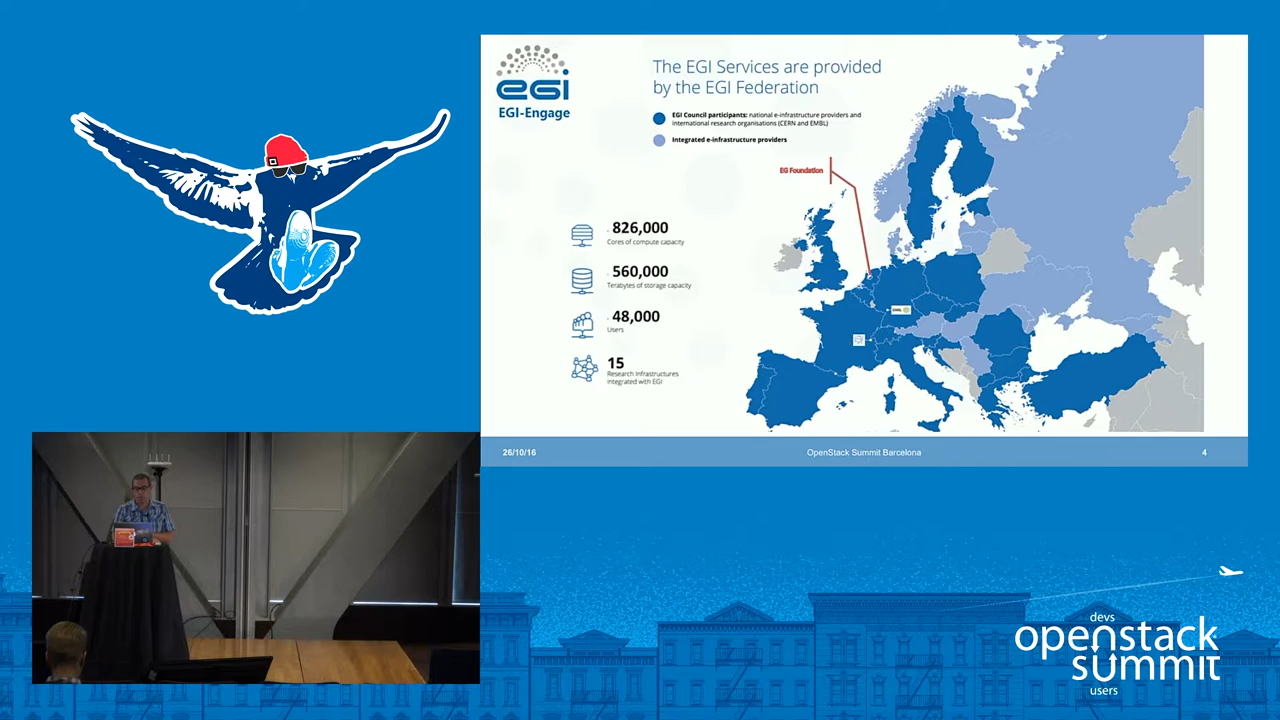 egi
EGI-Engage
The EGI Services are provided
by the EGI Federation
EGI Council participants: national e-infrastructure providers and
international research organisations (CERN and EMBL)
Integrated e-infrastructure providers
EGI Foundation
826,000
Cores of compute capacity
560,000
Terabytes of storage capacity
48,000
Users
15
Research Infrastructures
integrated with EGI
EMBL
26/10/16
OpenStack Summit Barcelona
4
devs
openstack
summit
users